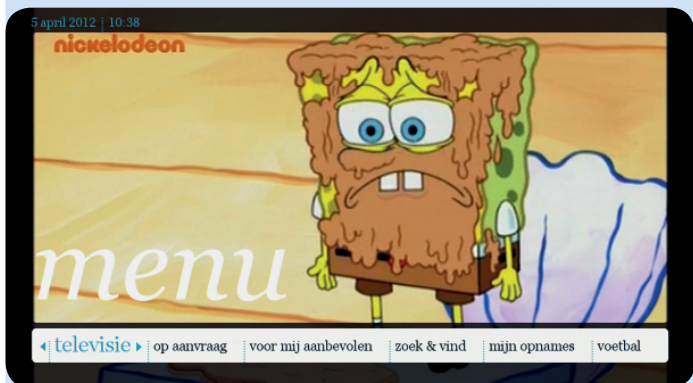 5 april 2012 | 10:38
nickelodeon
menu
televisie op aanvraag voor mij aanbevolen zoek & vind mijn opnames voetbal